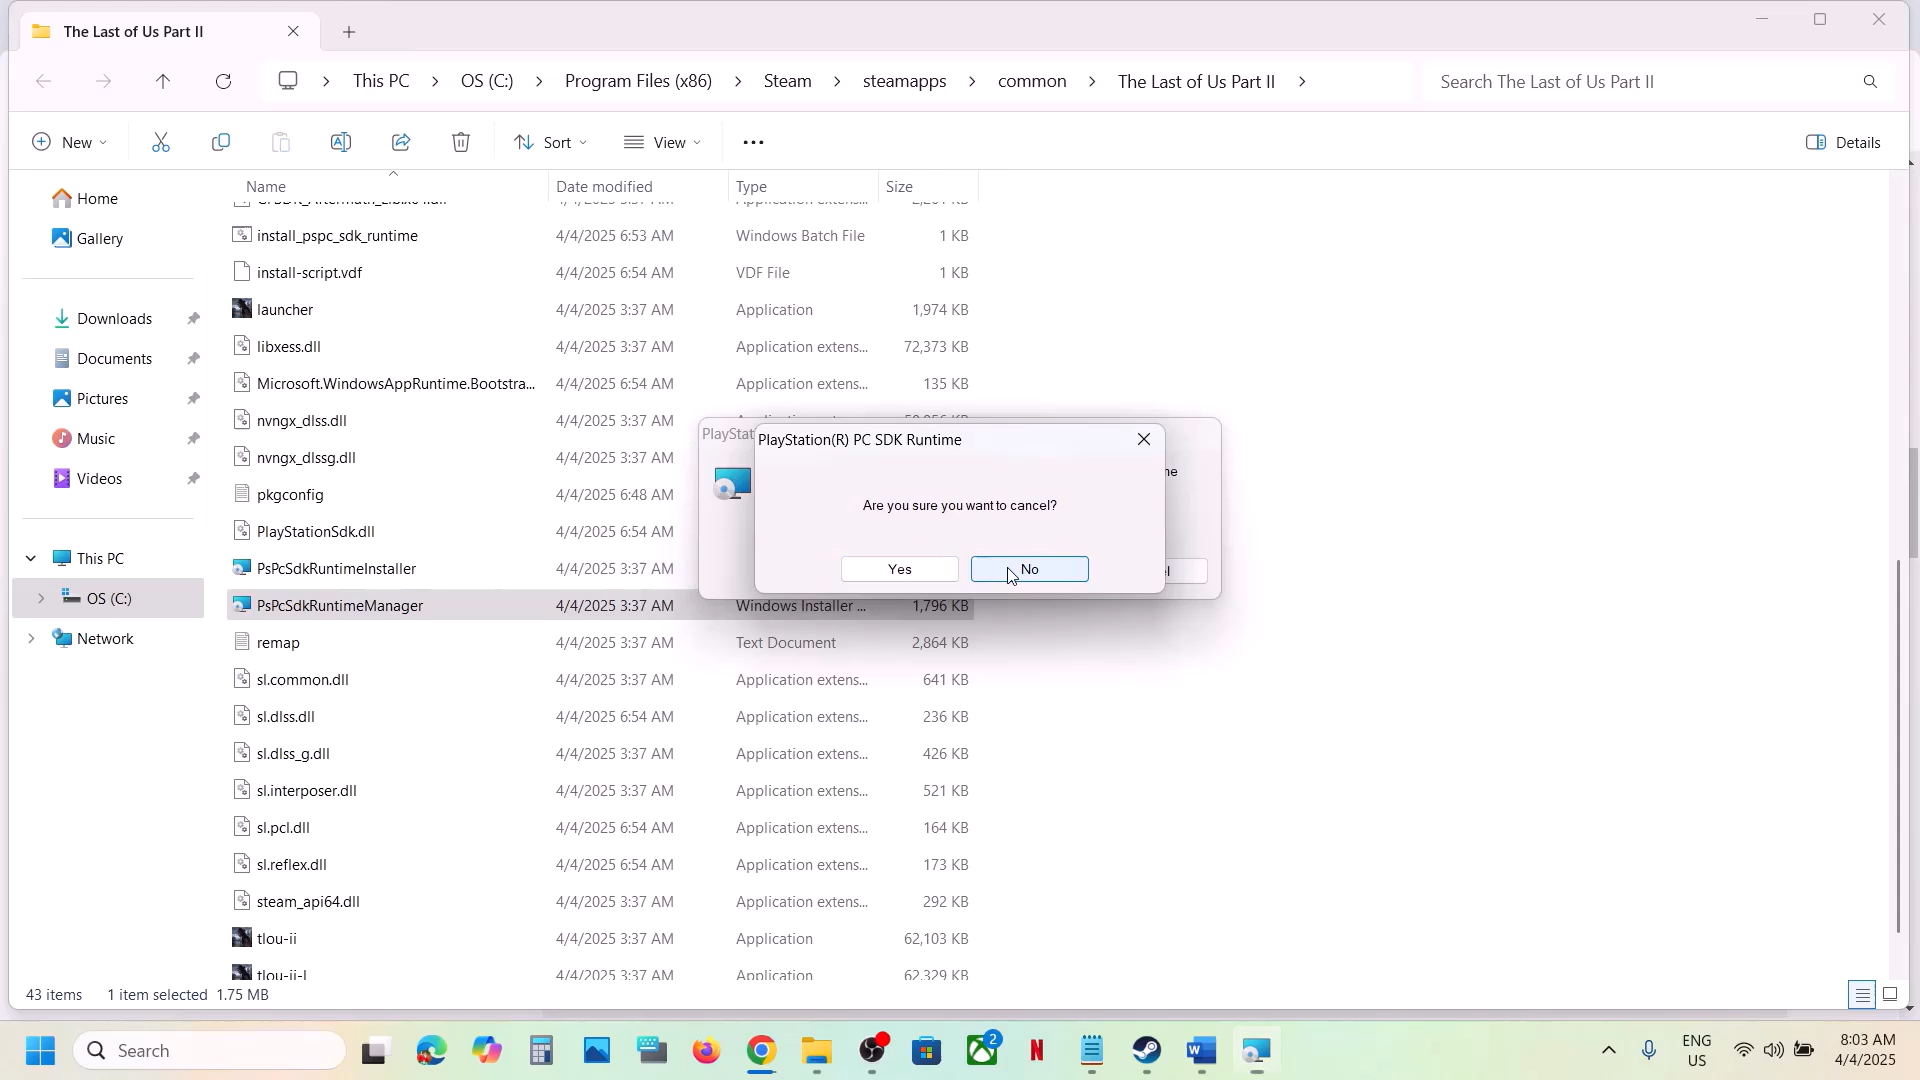 The Last of Us Part II
This PC > OS (C:) > Program Files (x86) > Steam > steamapps > common > The Last of Us Part II >
Search The Last of Us Part II
New
Sort
View
Details
Name Date modified Type Size
Home
Gallery
Downloads
Documents
Pictures
Music
Videos
This PC
OS (C:)
Network
install_pspc_sdk_runtime 4/4/2025 6:53 AM Windows Batch File 1 KB
install-script.vdf 4/4/2025 6:54 AM VDF File 1 KB
launcher 4/4/2025 3:37 AM Application 1,974 KB
libxess.dll 4/4/2025 3:37 AM Application extens... 72,373 KB
Microsoft.WindowsAppRuntime.Bootstra... 4/4/2025 6:54 AM Application extens... 135 KB
nvngx_dlss.dll 4/4/2025 3:37 AM
nvngx_dlssg.dll 4/4/2025 3:37 AM
pkgconfig 4/4/2025 6:48 AM
PlayStationSdk.dll 4/4/2025 6:54 AM
PsPcSdkRuntimeInstaller 4/4/2025 3:37 AM
PsPcSdkRuntimeManager 4/4/2025 3:37 AM Windows Installer ... 1,796 KB
remap 4/4/2025 3:37 AM Text Document 2,864 KB
sl.common.dll 4/4/2025 3:37 AM Application extens... 641 KB
sl.dlss.dll 4/4/2025 6:54 AM Application extens... 236 KB
sl.dlss_g.dll 4/4/2025 3:37 AM Application extens... 426 KB
sl.interposer.dll 4/4/2025 3:37 AM Application extens... 521 KB
sl.pcl.dll 4/4/2025 6:54 AM Application extens... 164 KB
sl.reflex.dll 4/4/2025 6:54 AM Application extens... 173 KB
steam_api64.dll 4/4/2025 3:37 AM Application extens... 292 KB
tlou-ii 4/4/2025 3:37 AM Application 62,103 KB
tlou-ii-l 4/4/2025 3:37 AM Application 62,329 KB
PlayStat
PlayStation(R) PC SDK Runtime
Are you sure you want to cancel?
Yes
No
43 items 1 item selected 1.75 MB
Search
2
ENG
US
8:03 AM
4/4/2025